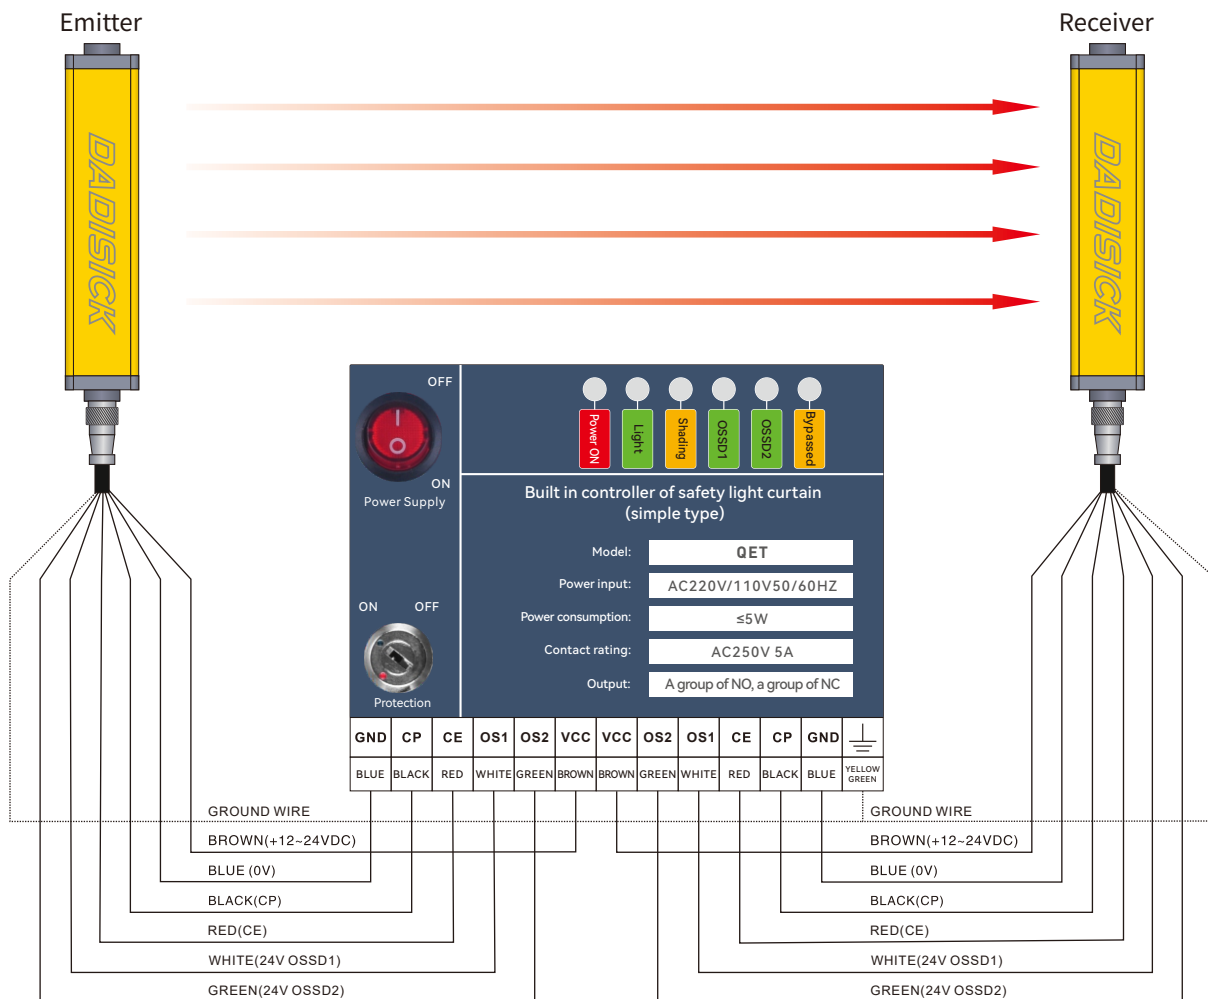 Emitter
Receiver
DADISICK
DADISICK
OFF
ON
Power Supply
ON
OFF
Protection
Power ON
Light
Shading
OSSD1
OSSD2
Bypassed
Built in controller of safety light curtain
(simple type)
Model: QET
Power input: AC220V/110V50/60HZ
Power consumption: ≤5W
Contact rating: AC250V 5A
Output: A group of NO, a group of NC
GND CP CE OS1 OS2 VCC VCC OS2 OS1 CE CP GND
BLUE BLACK RED WHITE GREEN BROWN BROWN GREEN WHITE RED BLACK BLUE YELLOW
GREEN
GROUND WIRE
BROWN(+12~24VDC)
BLUE (0V)
BLACK(CP)
RED(CE)
WHITE(24V OSSD1)
GREEN(24V OSSD2)
GROUND WIRE
BROWN(+12~24VDC)
BLUE (0V)
BLACK(CP)
RED(CE)
WHITE(24V OSSD1)
GREEN(24V OSSD2)